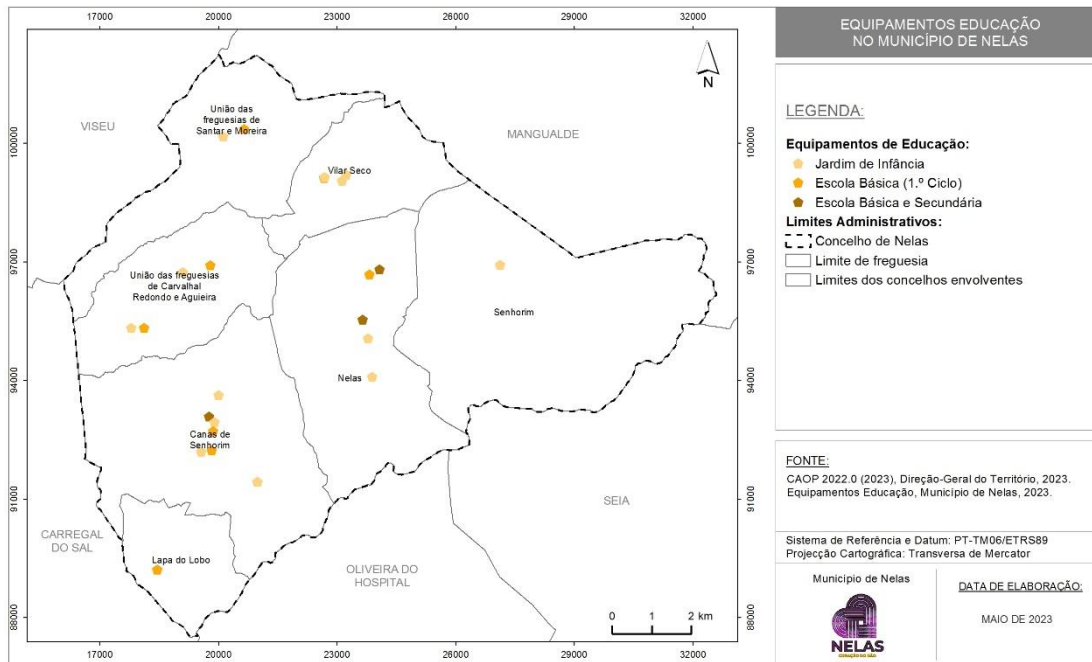 17000 20000 23000 26000 29000 32000
EQUIPAMENTOS EDUCAÇÃO
NO MUNICÍPIO DE NELAS
N
VISEU
União das
freguesias de
Santar e Moreira
MANGUALDE
Vilar Seco
União das freguesias
de Carvalhal
Redondo e Aguieira
Senhorim
Nelas
Canas de
Senhorim
SEIA
CARREGAL
DO SAL
Lapa do Lobo
OLIVEIRA DO
HOSPITAL
0 1 2 km
100000
97000
94000
91000
88000
100000
97000
94000
91000
88000
17000 20000 23000 26000 29000 32000
LEGENDA:
Equipamentos de Educação:
Jardim de Infância
Escola Básica (1.º Ciclo)
Escola Básica e Secundária
Limites Administrativos:
Concelho de Nelas
Limite de freguesia
Limites dos concelhos envolventes
FONTE:
CAOP 2022.0 (2023), Direção-Geral do Território, 2023.
Equipamentos Educação, Município de Nelas, 2023.
Sistema de Referência e Datum: PT-TM06/ETRS89
Projecção Cartográfica: Transversa de Mercator
Município de Nelas
NELAS
CORAÇÃO DO DÃO
DATA DE ELABORAÇÃO:
MAIO DE 2023